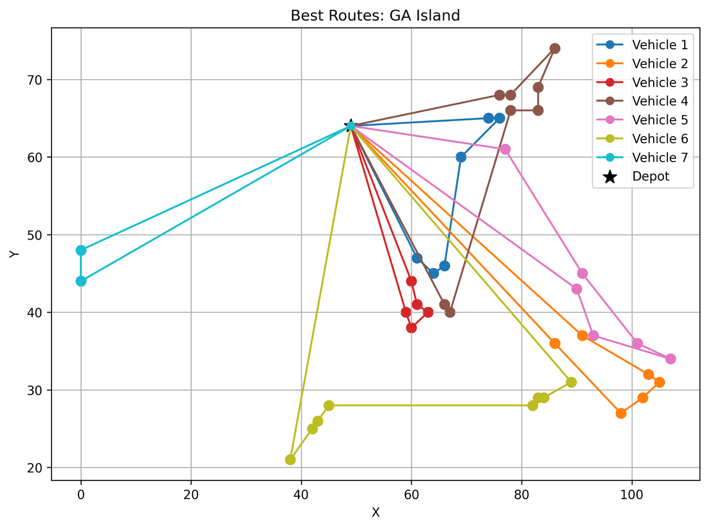 Best Routes: GA Island
Vehicle 1
Vehicle 2
Vehicle 3
Vehicle 4
Vehicle 5
Vehicle 6
Vehicle 7
Depot
Y
70
60
50
40
30
20
0
20
40
60
80
100
X